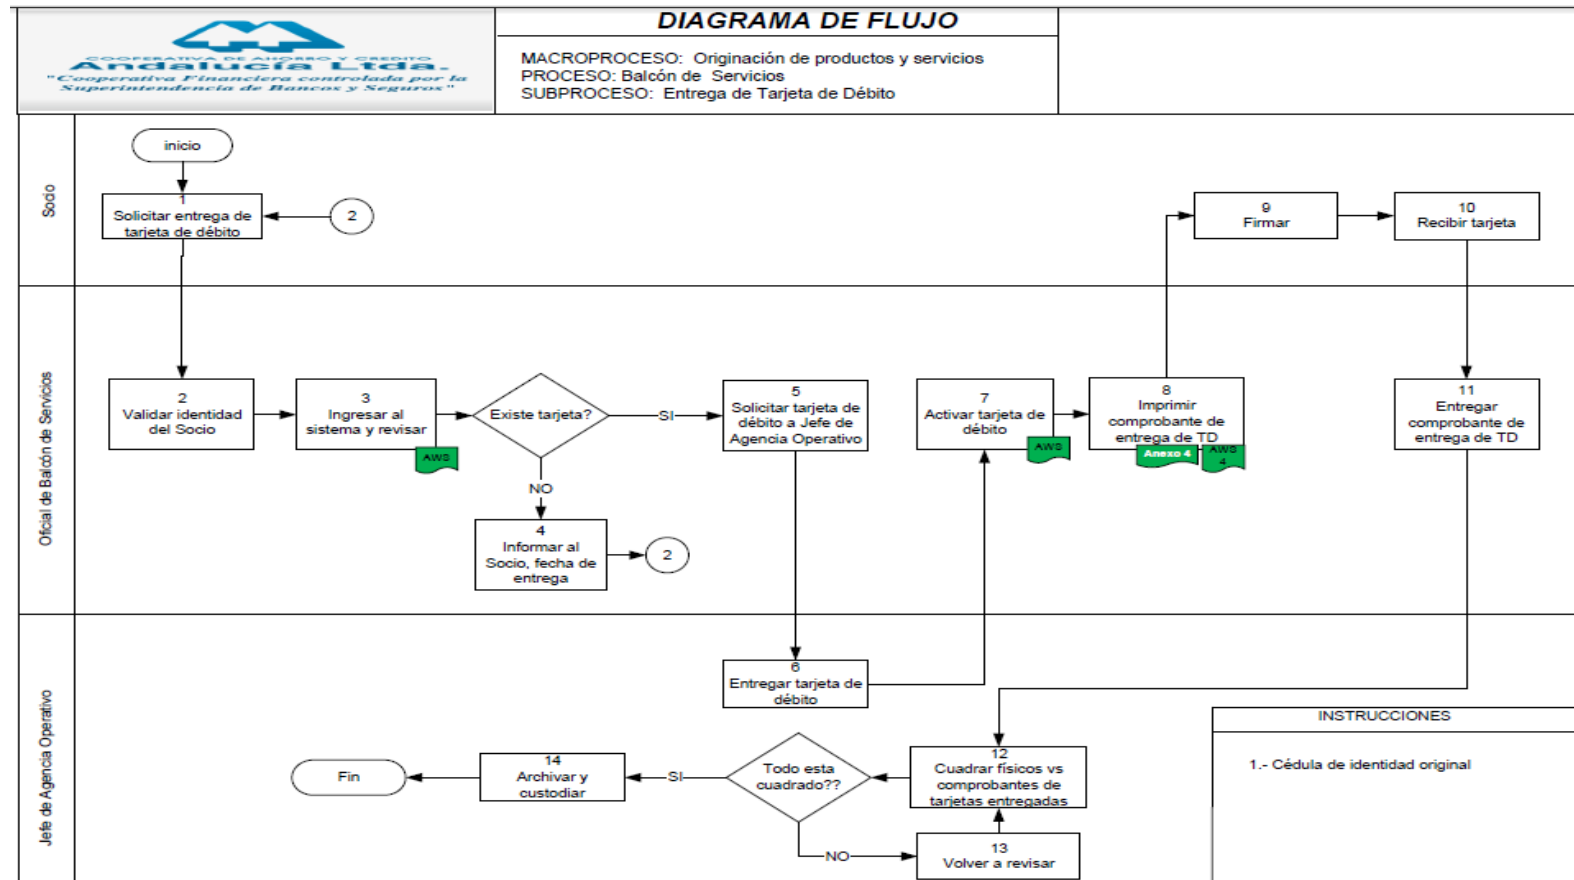 COOPERATIVA DE AHORRO Y CREDITO
Andalucía Ltda.
"Cooperativa Financiera controlada por la
Superintendencia de Bancos y Seguros"
DIAGRAMA DE FLUJO
MACROPROCESO: Originación de productos y servicios
PROCESO: Balcón de Servicios
SUBPROCESO: Entrega de Tarjeta de Débito
Socio
inicio
1
Solicitar entrega de
tarjeta de débito
2
9
Firmar
10
Recibir tarjeta
Oficial de Balcón de Servicios
2
Validar identidad
del Socio
3
Ingresar al
sistema y revisar
AWS
Existe tarjeta?
SI
NO
4
Informar al
Socio, fecha de
entrega
2
5
Solicitar tarjeta de
débito a Jefe de
Agencia Operativo
7
Activar tarjeta de
débito
AWS
8
Imprimir
comprobante de
entrega de TD
Anexo 4
AWS
4
11
Entregar
comprobante de
entrega de TD
Jefe de Agencia Operativo
6
Entregar tarjeta de
débito
12
Cuadrar físicos vs
comprobantes de
tarjetas entregadas
Todo esta
cuadrado??
SI
NO
13
Volver a revisar
14
Archivar y
custodiar
Fin
INSTRUCCIONES
1.- Cédula de identidad original